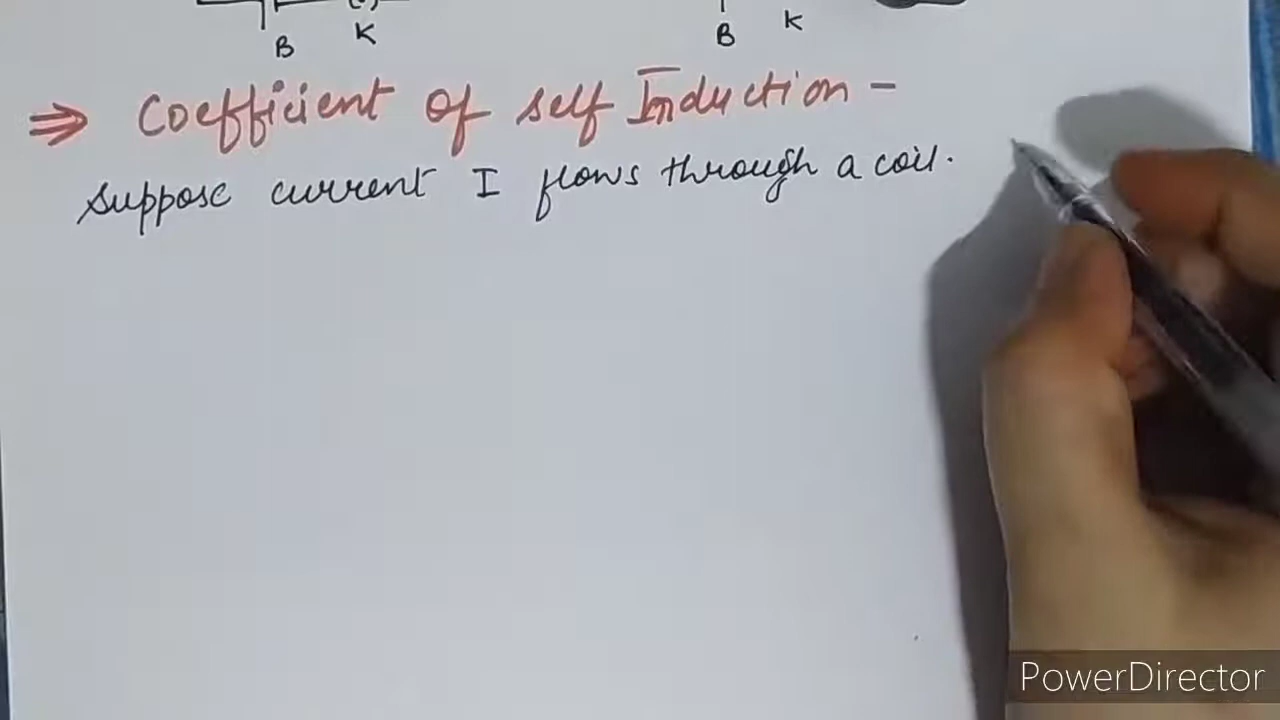 B K B K
⇒ Coefficient of self Induction -
Suppose current I flows through a coil.
PowerDirector